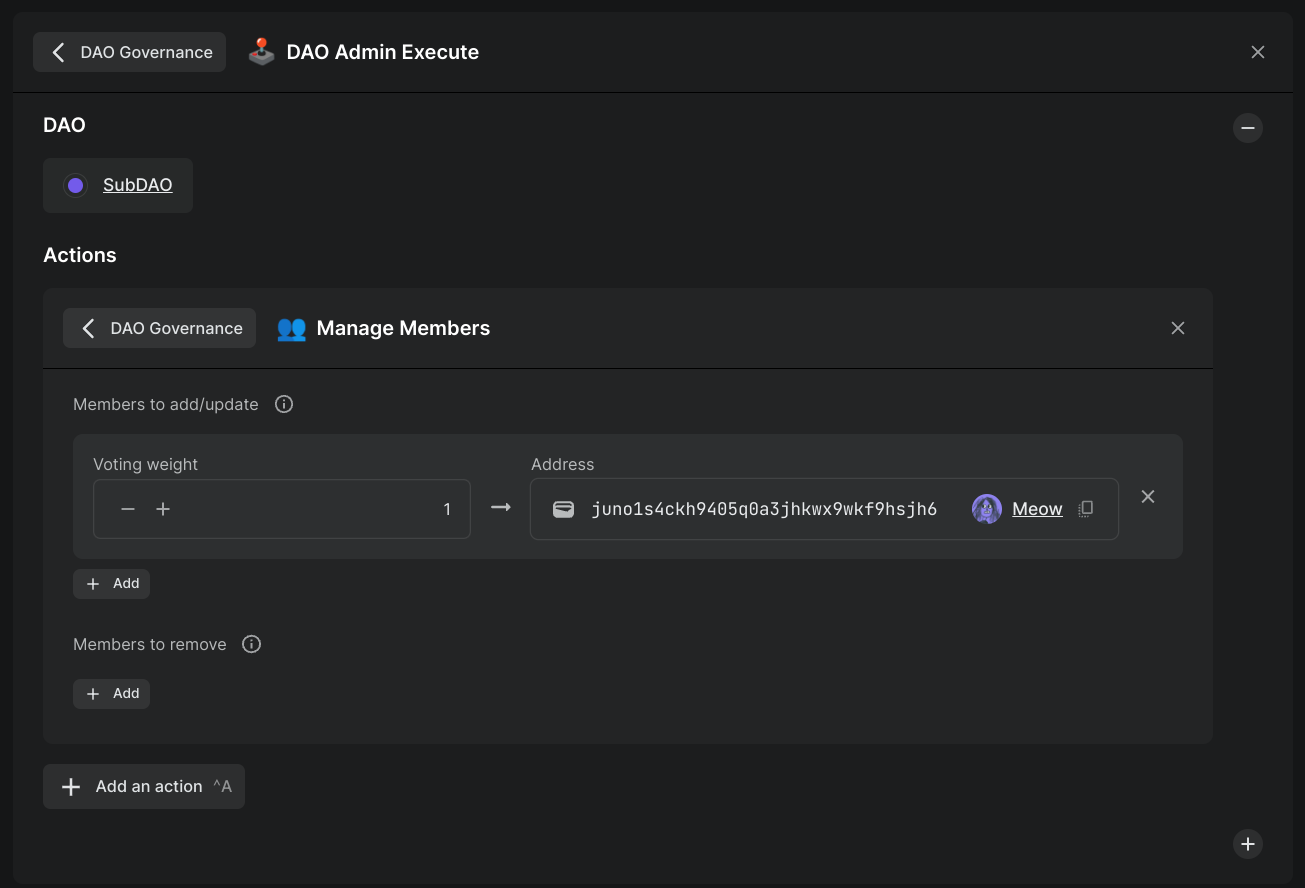 DAO Governance DAO Admin Execute
DAO
SubDAO
Actions
DAO Governance Manage Members
Members to add/update
Voting weight Address
1 juno1s4ckh9405q0a3jhkwx9wkf9hsjh6 Meow
Add
Members to remove
Add
Add an action ^A